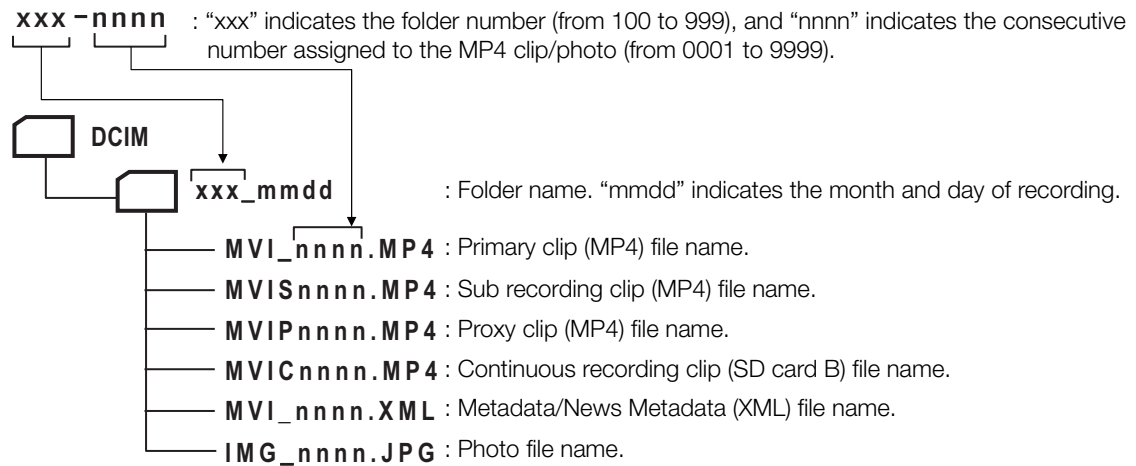 xxx-nnnn : “xxx” indicates the folder number (from 100 to 999), and “nnnn” indicates the consecutive
number assigned to the MP4 clip/photo (from 0001 to 9999).
DCIM
xxx_mmdd : Folder name. “mmdd” indicates the month and day of recording.
MVI_nnnn.MP4 : Primary clip (MP4) file name.
MVISnnnn.MP4 : Sub recording clip (MP4) file name.
MVIPnnnn.MP4 : Proxy clip (MP4) file name.
MVICnnnn.MP4 : Continuous recording clip (SD card B) file name.
MVI_nnnn.XML : Metadata/News Metadata (XML) file name.
IMG_nnnn.JPG : Photo file name.